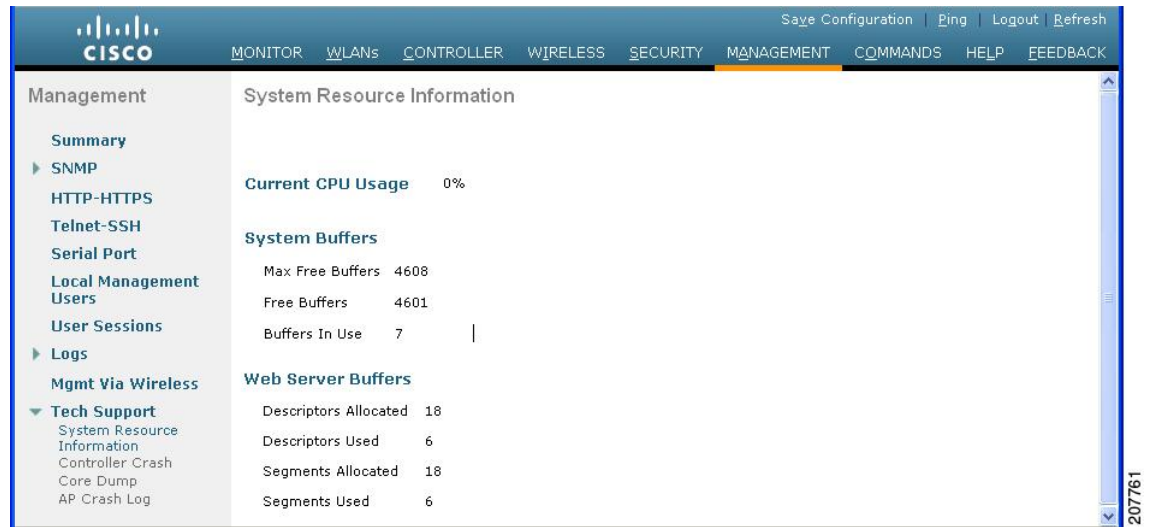 Save Configuration | Ping | Logout | Refresh
CISCO
MONITOR WLANs CONTROLLER WIRELESS SECURITY MANAGEMENT COMMANDS HELP FEEDBACK
Management
Summary
SNMP
HTTP-HTTPS
Telnet-SSH
Serial Port
Local Management
Users
User Sessions
Logs
Mgmt Via Wireless
Tech Support
System Resource
Information
Controller Crash
Core Dump
AP Crash Log
System Resource Information
Current CPU Usage 0%
System Buffers
Max Free Buffers 4608
Free Buffers 4601
Buffers In Use 7
Web Server Buffers
Descriptors Allocated 18
Descriptors Used 6
Segments Allocated 18
Segments Used 6
207761